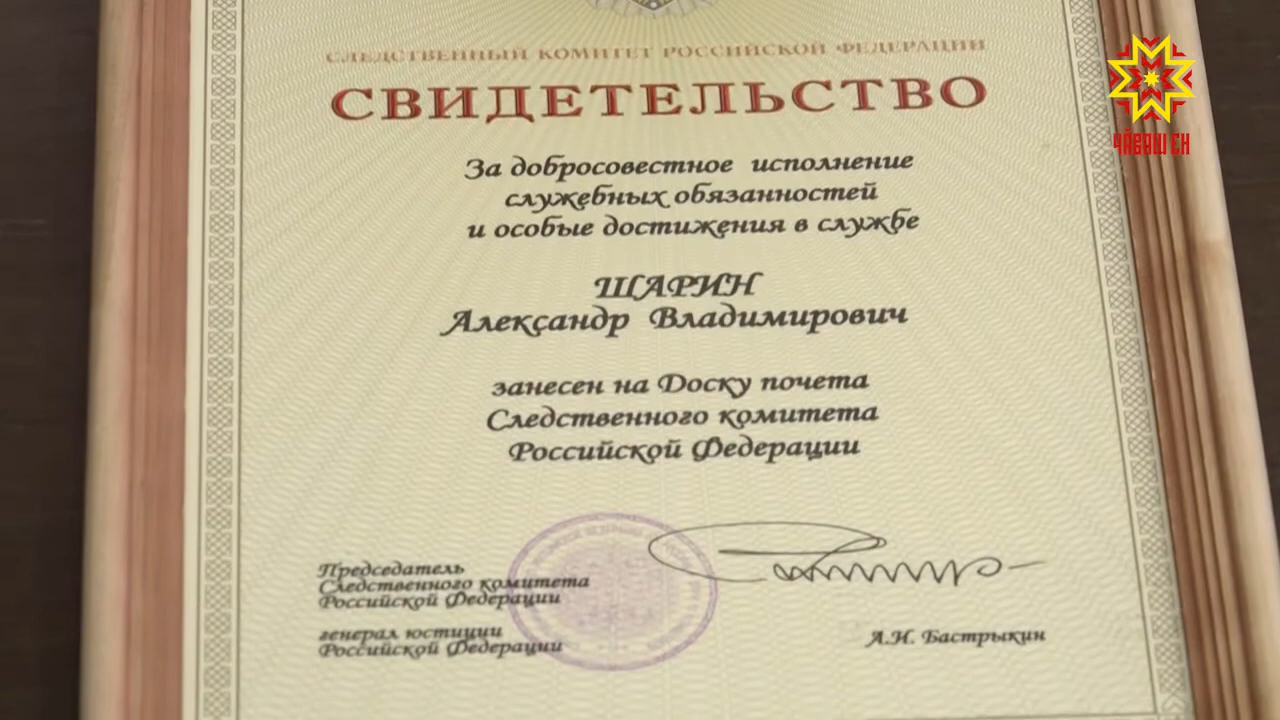 СЛЕДСТВЕННЫЙ КОМИТЕТ РОССИЙСКОЙ ФЕДЕРАЦИИ
СВИДЕТЕЛЬСТВО
ЧӐВАШ ЕН
За добросовестное исполнение
служебных обязанностей
и особые достижения в службе
ШАРИН
Александр Владимирович
занесен на Доску почета
Следственного комитета
Российской Федерации
Председатель
Следственного комитета
Российской Федерации
генерал юстиции
Российской Федерации
А.И. Бастрыкин